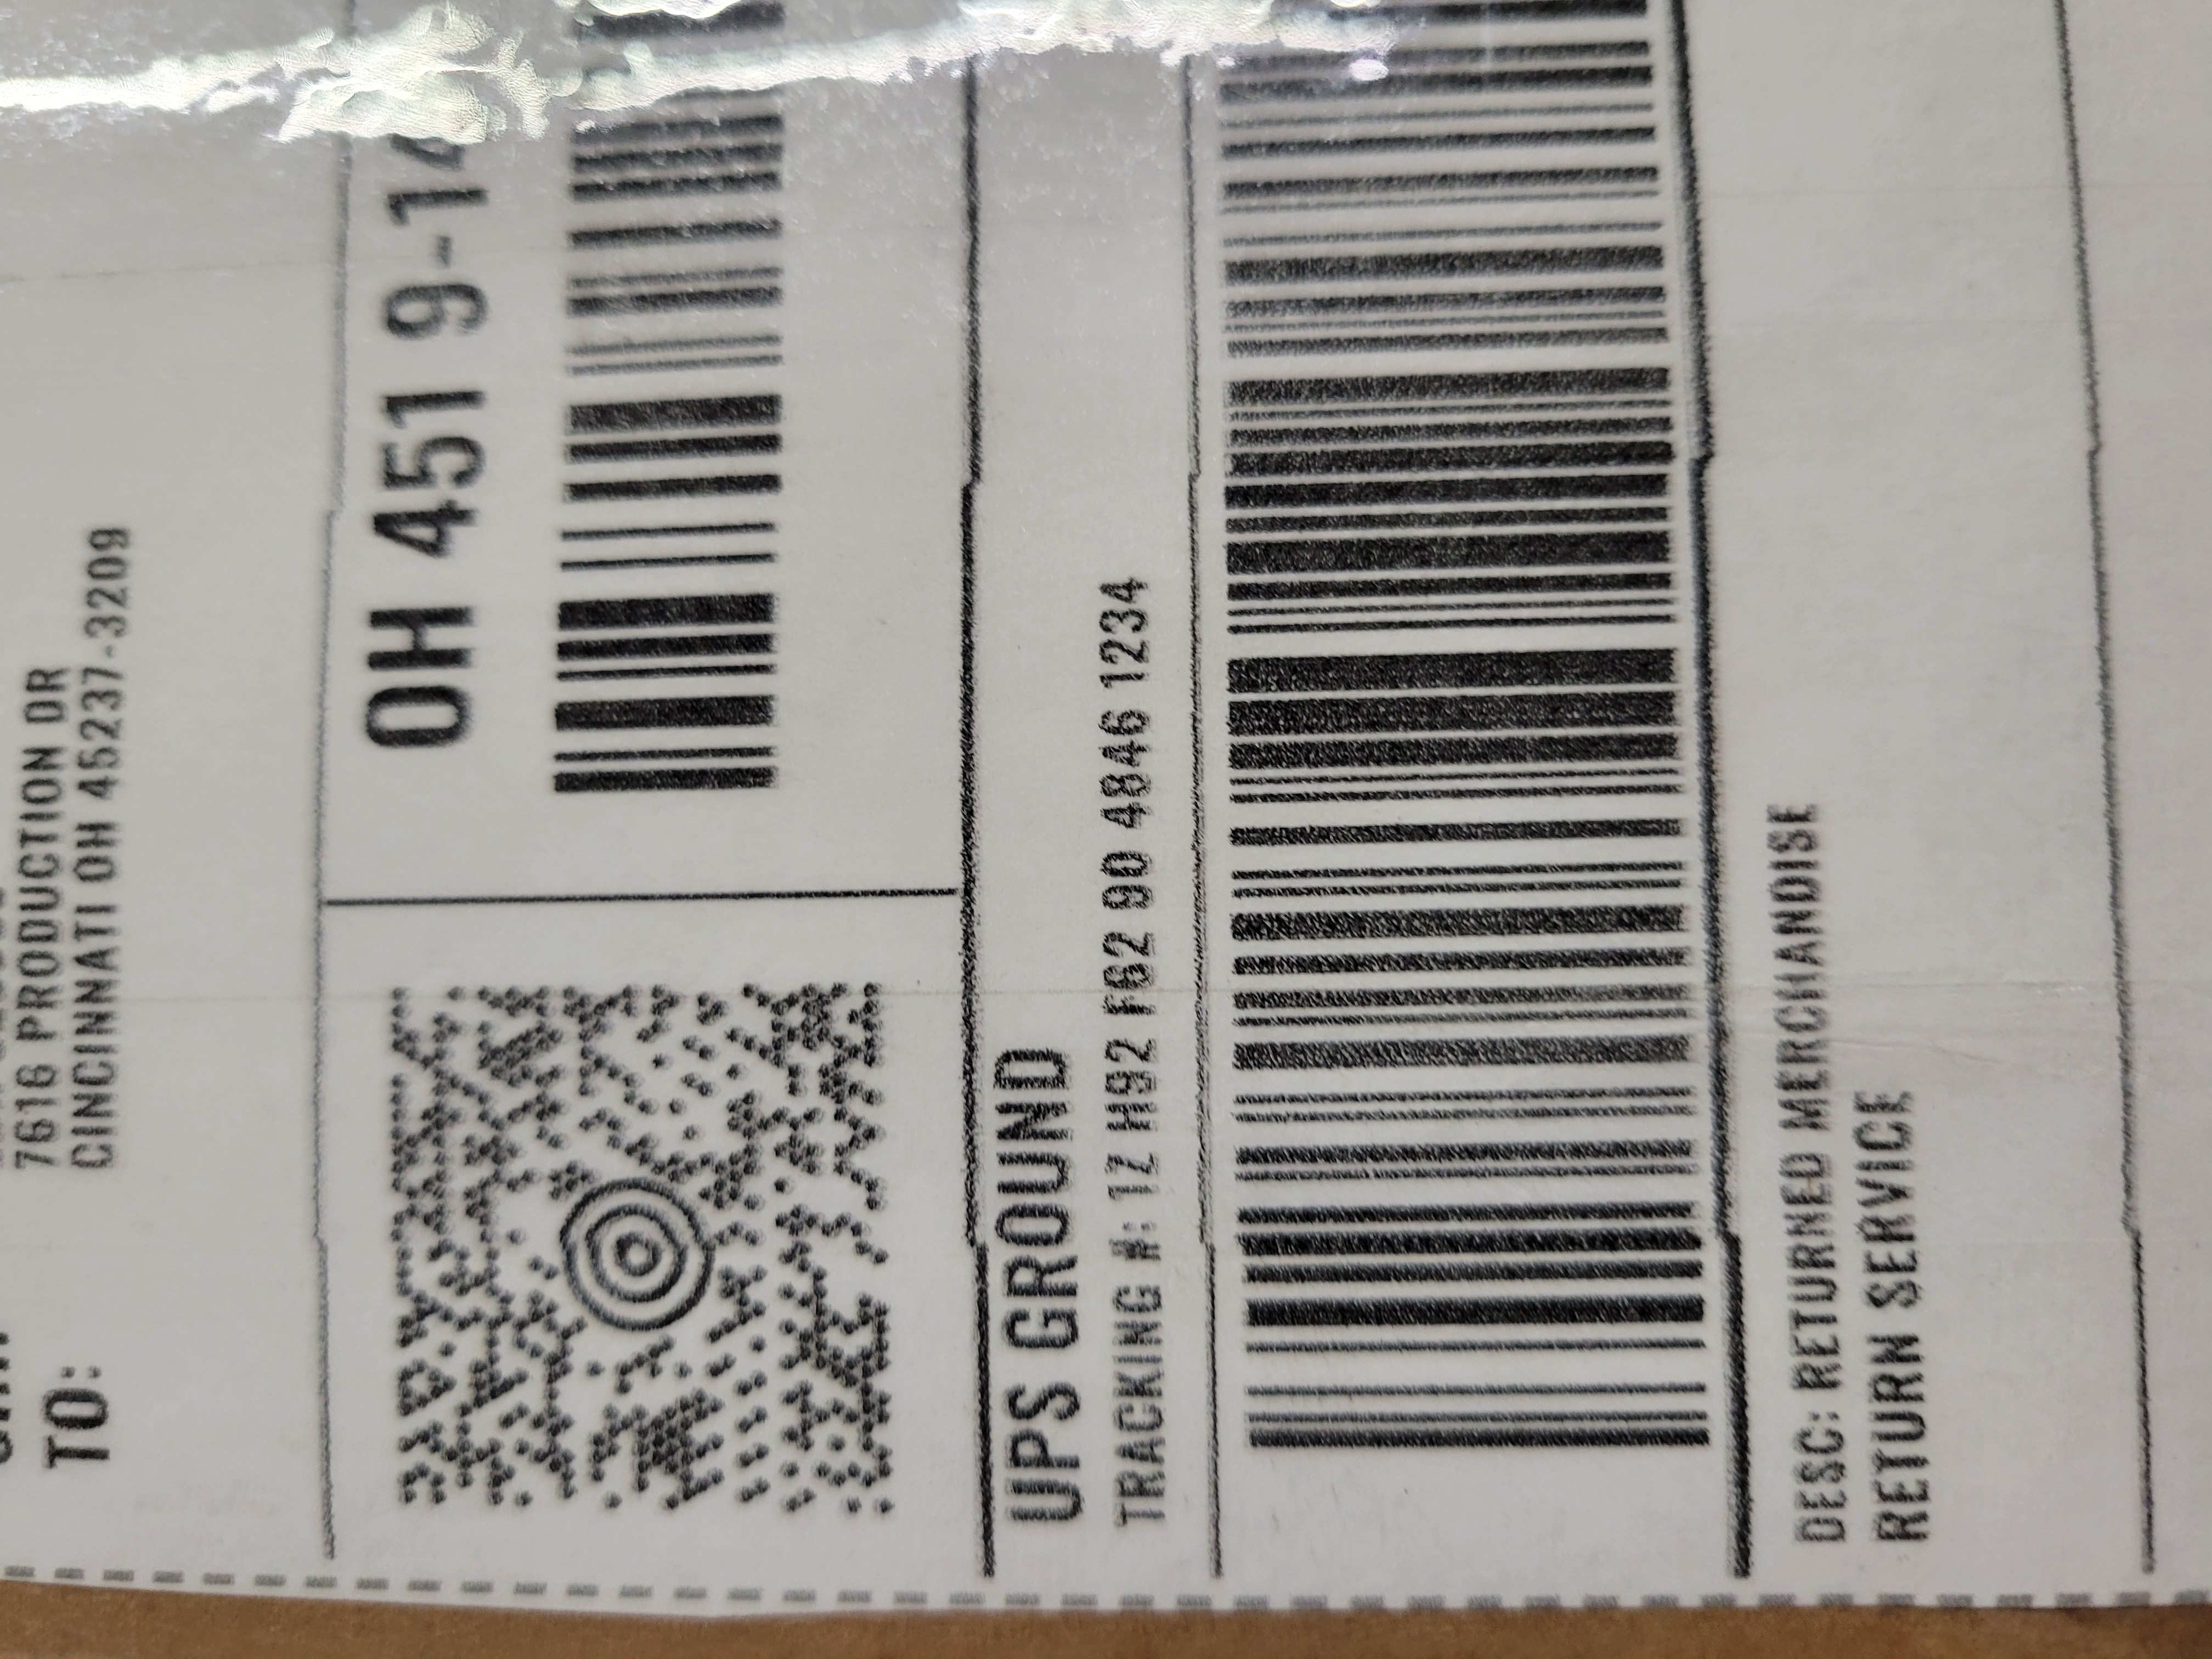 7616 PRODUCTION DR
TO: CINCINNATI OH 45237-3209
OH 451 9-14
UPS GROUND
TRACKING #: 1Z H92 F62 90 4846 1234
DESC: RETURNED MERCHANDISE
RETURN SERVICE